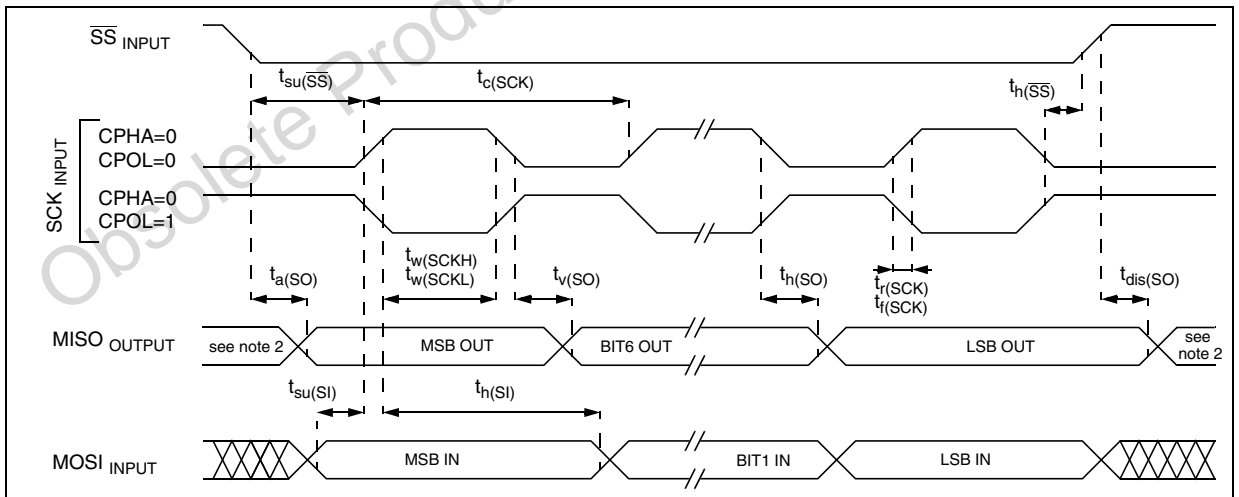 Obsolete Produ
SS INPUT
tsu(SS)
tc(SCK)
th(SS)
SCK INPUT
CPHA=0
CPOL=0
CPHA=0
CPOL=1
tw(SCKH)
tw(SCKL)
ta(SO)
tv(SO)
th(SO)
tr(SCK)
tf(SCK)
tdis(SO)
MISO OUTPUT
see note 2
MSB OUT
BIT6 OUT
LSB OUT
see
note 2
tsu(SI)
th(SI)
MOSI INPUT
MSB IN
BIT1 IN
LSB IN